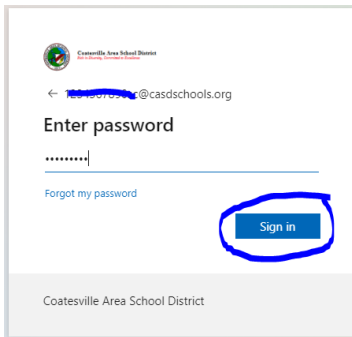 Coatesville Area School District
← @casdschools.org
Enter password
•••••••••
Forgot my password
Sign in
Coatesville Area School District